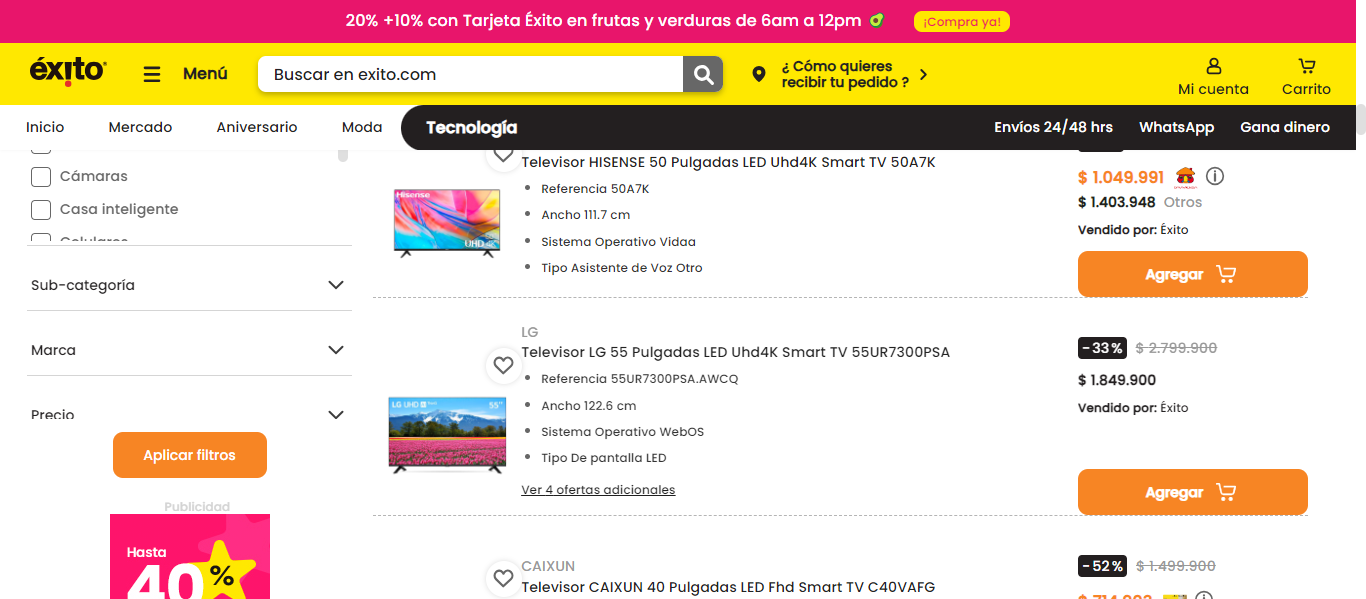 20% +10% con Tarjeta Éxito en frutas y verduras de 6am a 12pm
¡Compra ya!
éxito
Menú
Buscar en exito.com
¿ Cómo quieres
recibir tu pedido ?
Mi cuenta
Carrito
Inicio
Mercado
Aniversario
Moda
Tecnología
Envíos 24/48 hrs
WhatsApp
Gana dinero
Cámaras
Casa inteligente
Celulares
Sub-categoría
Marca
Precio
Aplicar filtros
Publicidad
Hasta
40%
Televisor HISENSE 50 Pulgadas LED Uhd4K Smart TV 50A7K
Referencia 50A7K
Ancho 111.7 cm
Sistema Operativo Vidaa
Tipo Asistente de Voz Otro
Hisense
UHD 4K
$ 1.049.991
$ 1.403.948 Otros
Vendido por: Éxito
Agregar
LG
Televisor LG 55 Pulgadas LED Uhd4K Smart TV 55UR7300PSA
Referencia 55UR7300PSA.AWCQ
Ancho 122.6 cm
Sistema Operativo WebOS
Tipo De pantalla LED
Ver 4 ofertas adicionales
LG UHD
55"
-33% $ 2.799.900
$ 1.849.900
Vendido por: Éxito
Agregar
CAIXUN
Televisor CAIXUN 40 Pulgadas LED Fhd Smart TV C40VAFG
-52% $ 1.499.900